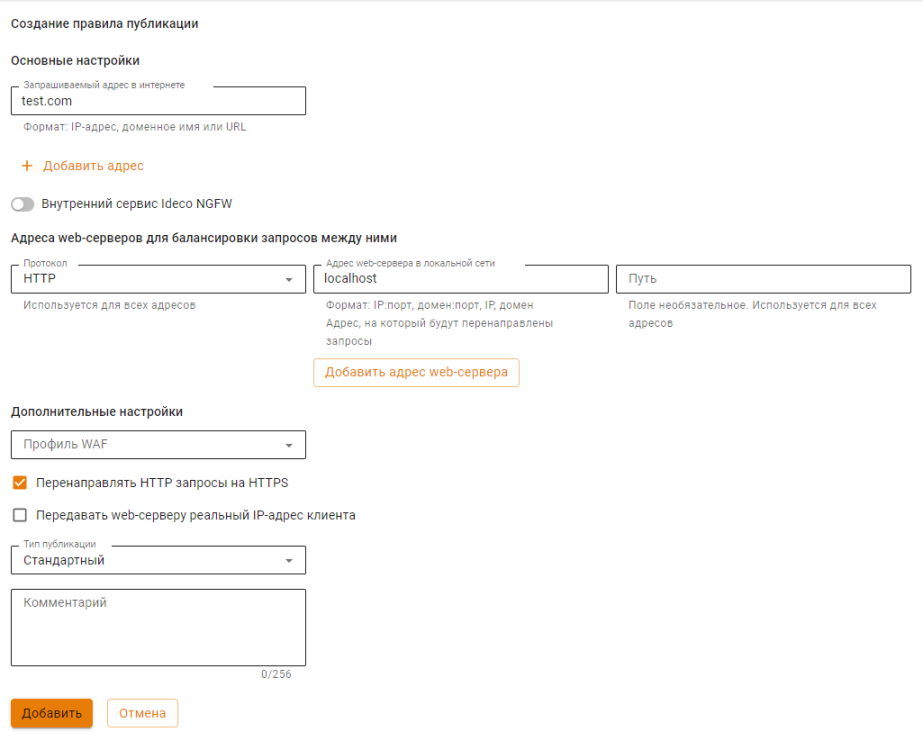 Создание правила публикации
Основные настройки
Запрашиваемый адрес в интернете
test.com
Формат: IP-адрес, доменное имя или URL
+ Добавить адрес
Внутренний сервис Ideco NGFW
Адреса web-серверов для балансировки запросов между ними
Протокол
HTTP
Используется для всех адресов
Адрес web-сервера в локальной сети
localhost
Формат: IP:порт, домен:порт, IP, домен
Адрес, на который будут перенаправлены
запросы
Путь
Поле необязательное. Используется для всех
адресов
Добавить адрес web-сервера
Дополнительные настройки
Профиль WAF
Перенаправлять HTTP запросы на HTTPS
Передавать web-серверу реальный IP-адрес клиента
Тип публикации
Стандартный
Комментарий
0/256
Добавить
Отмена